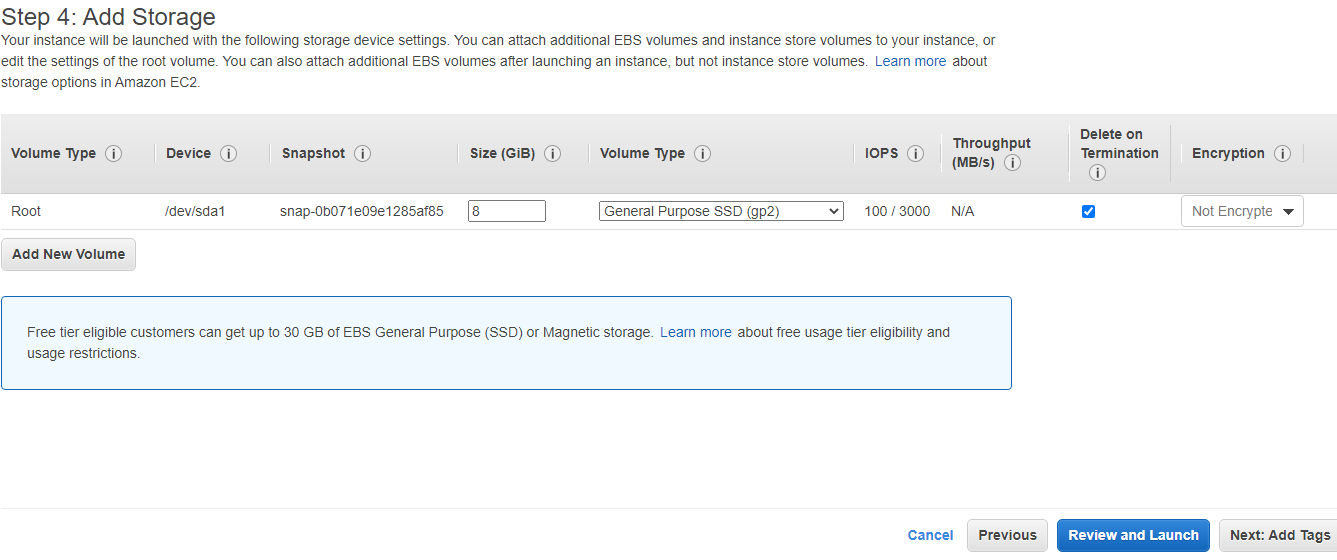 Step 4: Add Storage
Your instance will be launched with the following storage device settings. You can attach additional EBS volumes and instance store volumes to your instance, or
edit the settings of the root volume. You can also attach additional EBS volumes after launching an instance, but not instance store volumes. Learn more about
storage options in Amazon EC2.
Volume Type i Device i Snapshot i Size (GiB) i Volume Type i IOPS i Throughput (MB/s) i Delete on Termination i Encryption i
Root /dev/sda1 snap-0b071e09e1285af85 8 General Purpose SSD (gp2) 100 / 3000 N/A Not Encrypte
Add New Volume
Free tier eligible customers can get up to 30 GB of EBS General Purpose (SSD) or Magnetic storage. Learn more about free usage tier eligibility and
usage restrictions.
Cancel Previous Review and Launch Next: Add Tags